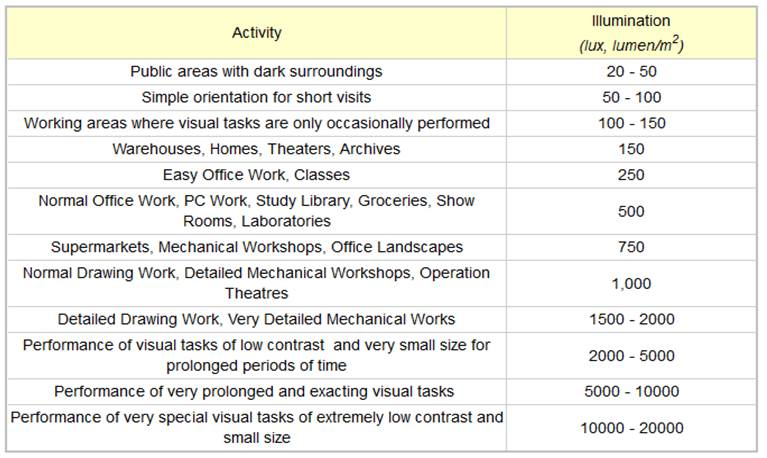 Activity
Illumination
(lux, lumen/m²)
Public areas with dark surroundings
20 - 50
Simple orientation for short visits
50 - 100
Working areas where visual tasks are only occasionally performed
100 - 150
Warehouses, Homes, Theaters, Archives
150
Easy Office Work, Classes
250
Normal Office Work, PC Work, Study Library, Groceries, Show
Rooms, Laboratories
500
Supermarkets, Mechanical Workshops, Office Landscapes
750
Normal Drawing Work, Detailed Mechanical Workshops, Operation
Theatres
1,000
Detailed Drawing Work, Very Detailed Mechanical Works
1500 - 2000
Performance of visual tasks of low contrast and very small size for
prolonged periods of time
2000 - 5000
Performance of very prolonged and exacting visual tasks
5000 - 10000
Performance of very special visual tasks of extremely low contrast and
small size
10000 - 20000